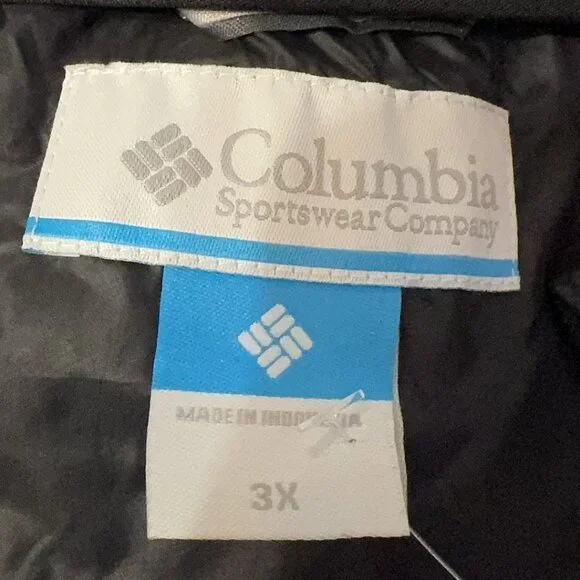 Columbia
Sportswear Company
MADE IN INDONESIA
3X